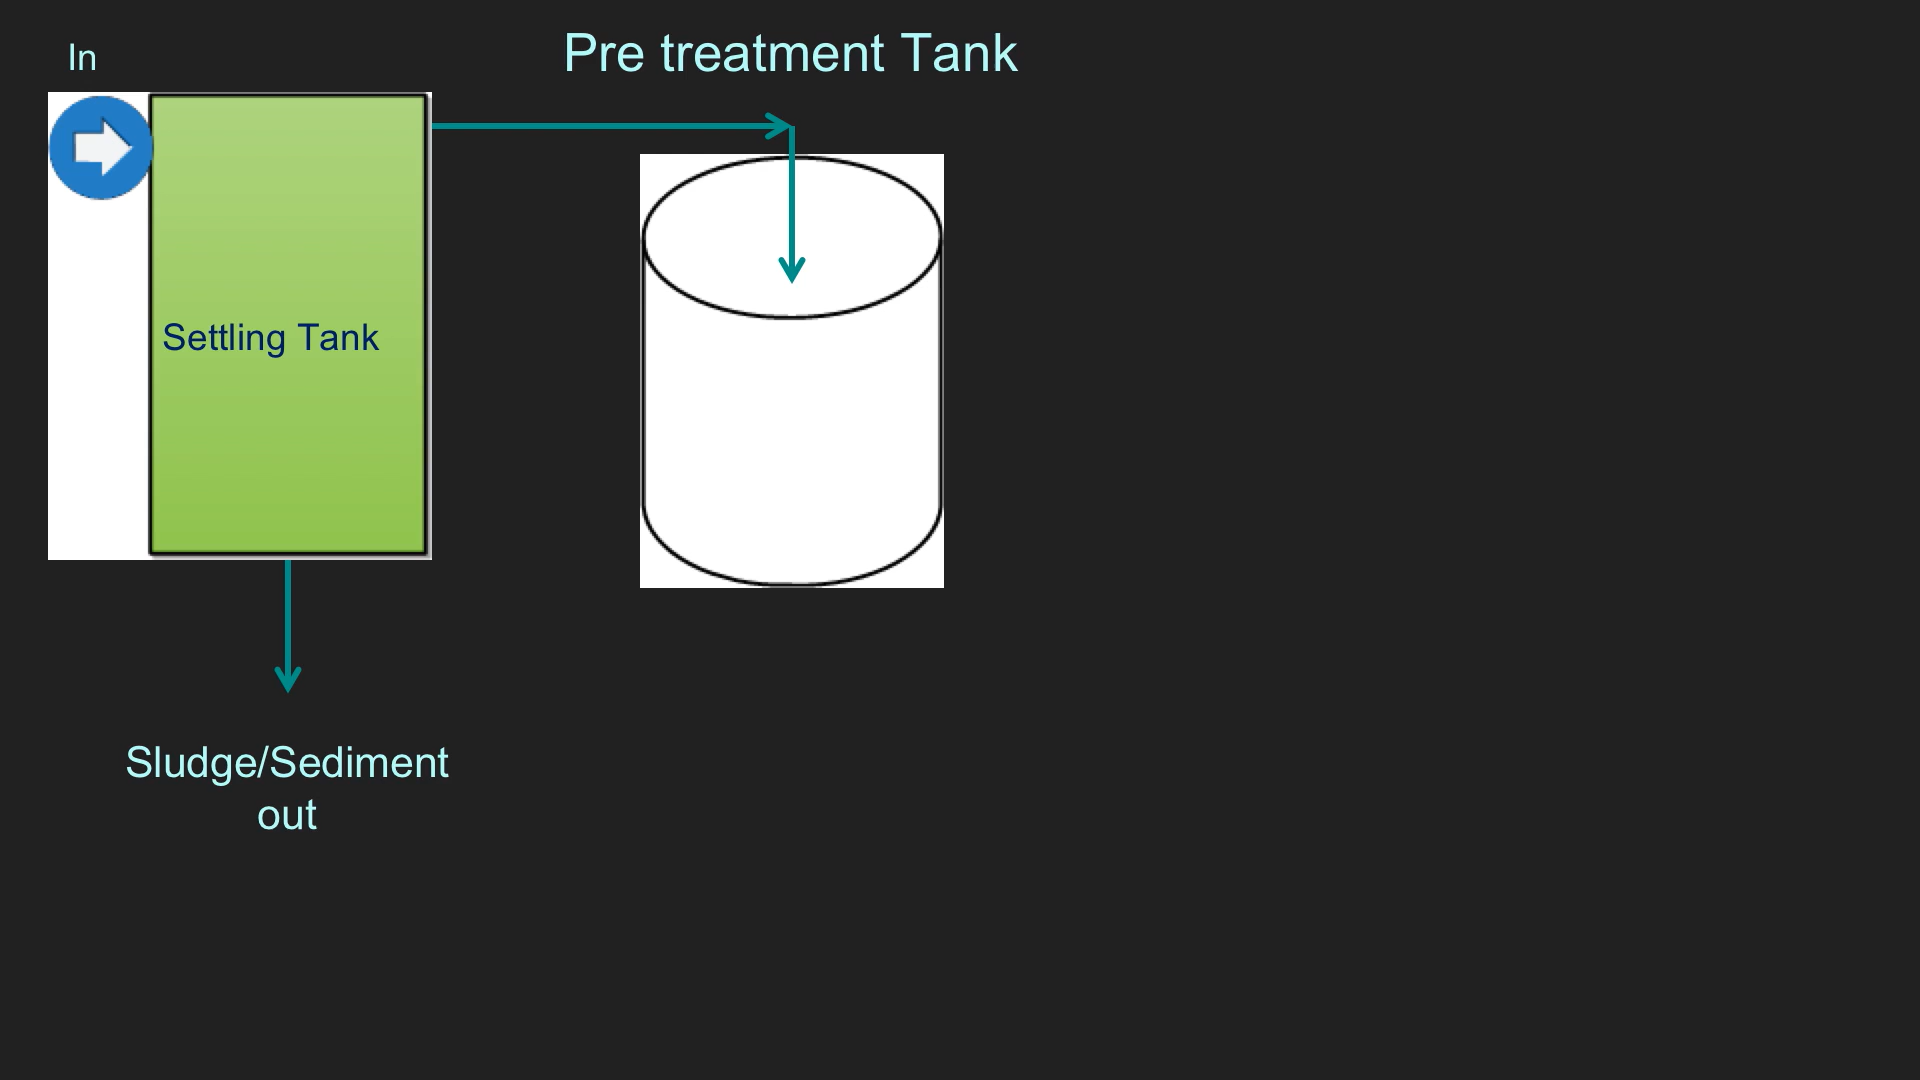 In
Pre treatment Tank
Settling Tank
Sludge/Sediment
out